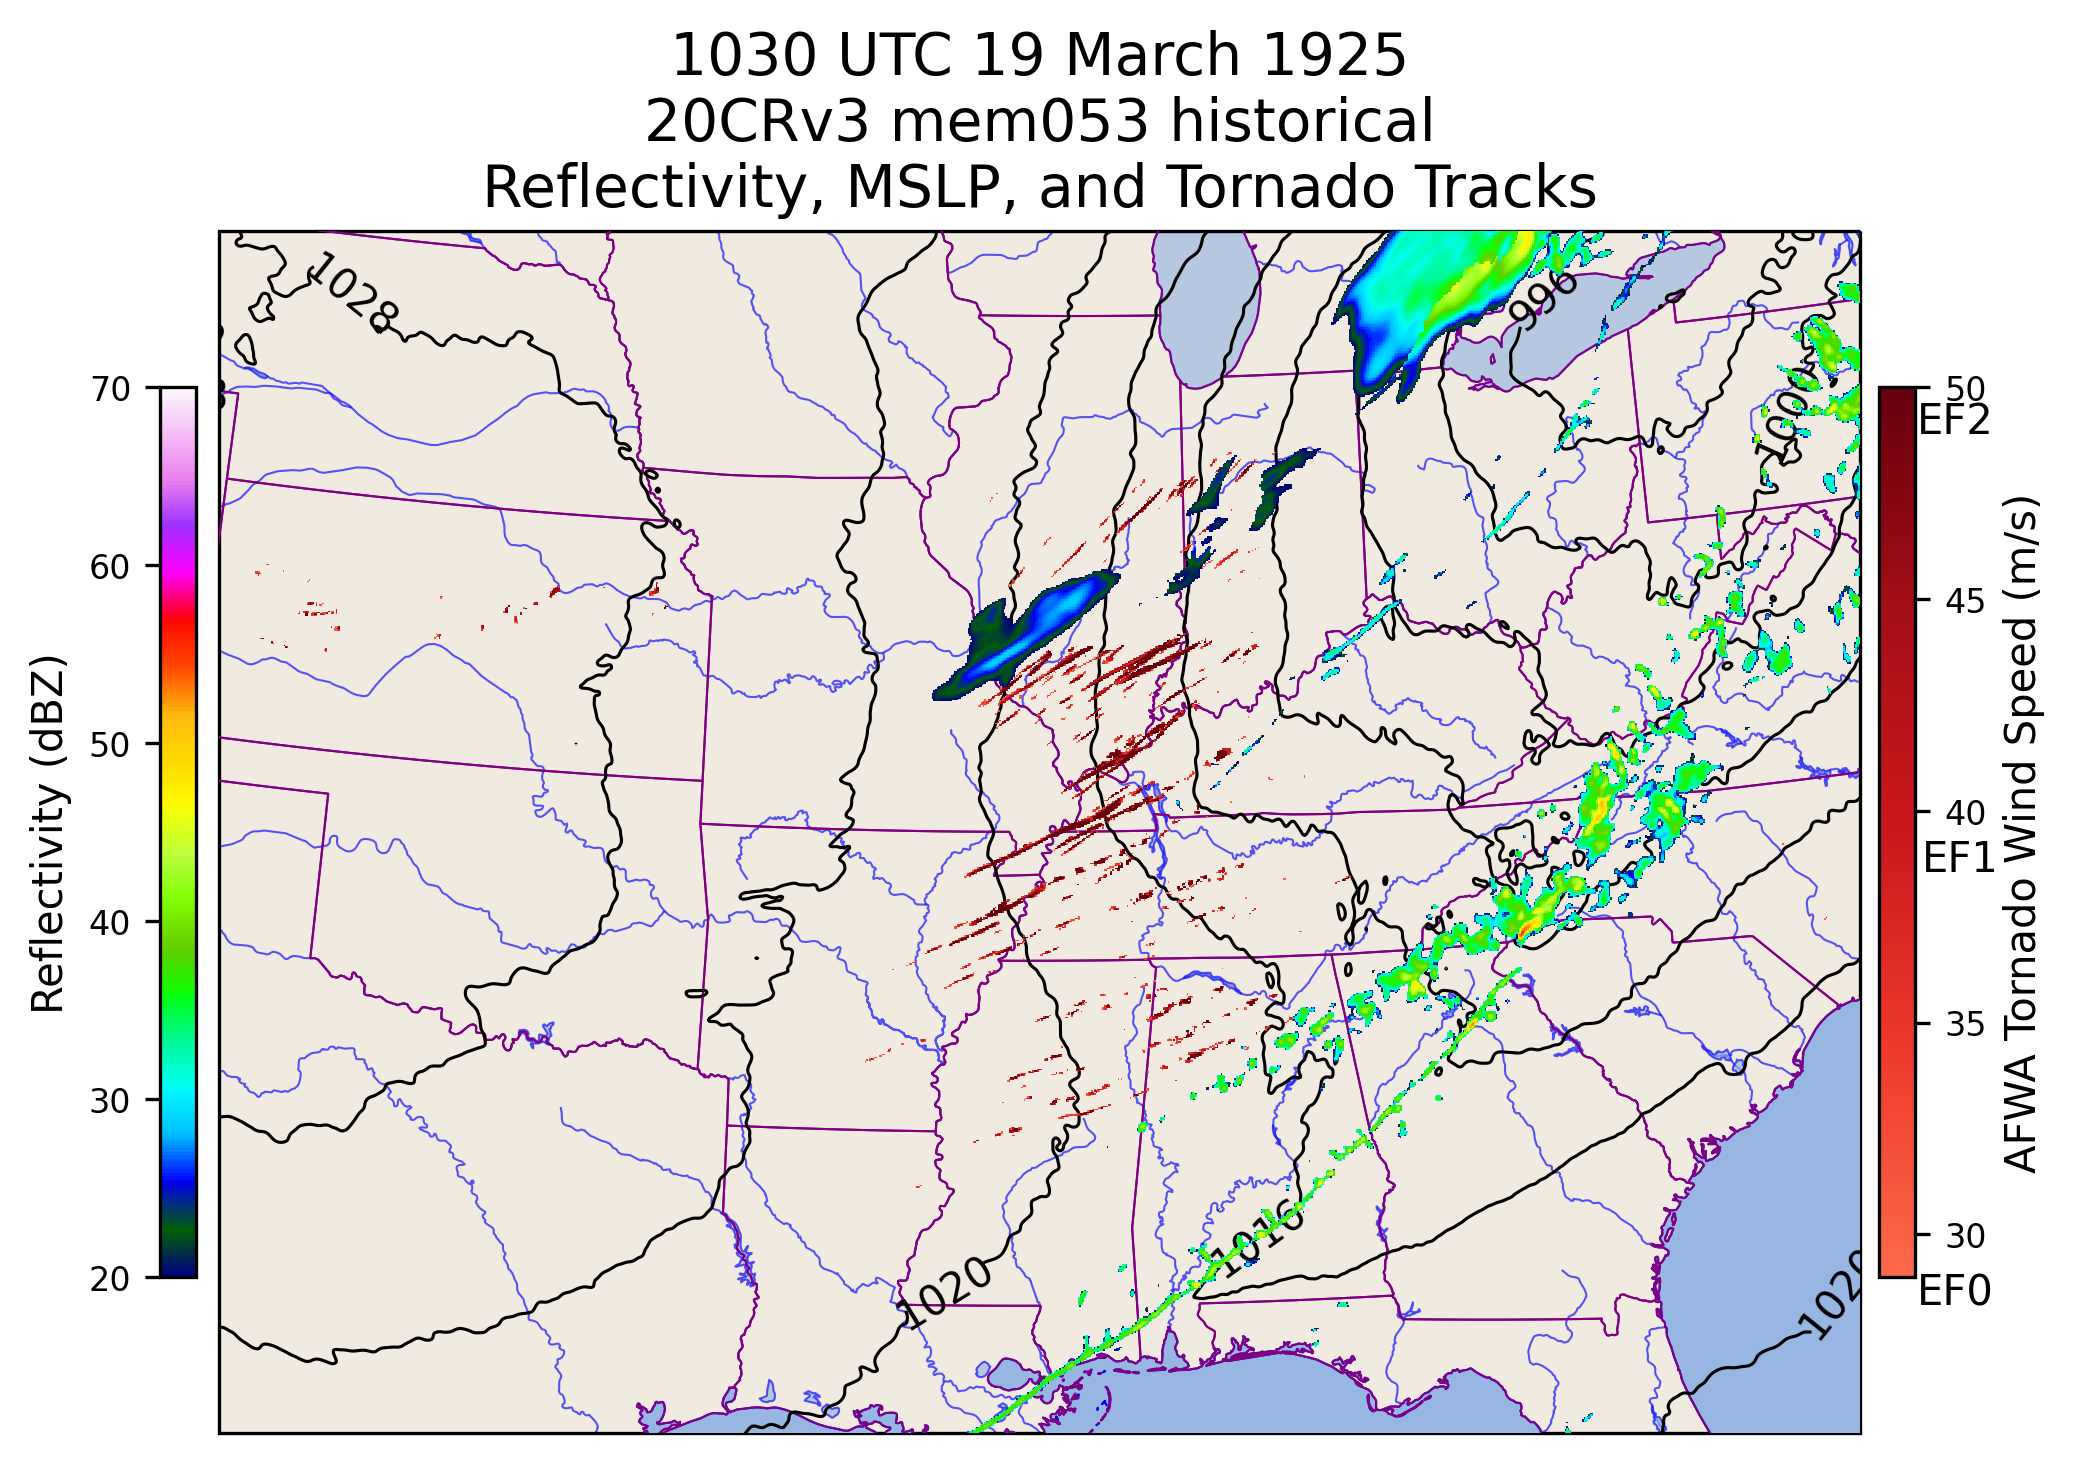 1030 UTC 19 March 1925
20CRv3 mem053 historical
Reflectivity, MSLP, and Tornado Tracks
1028
996
1000
1016
1020
1020
Reflectivity (dBZ)
70
60
50
40
30
20
50
EF2
45
40
EF1
35
30
EF0
AFWA Tornado Wind Speed (m/s)